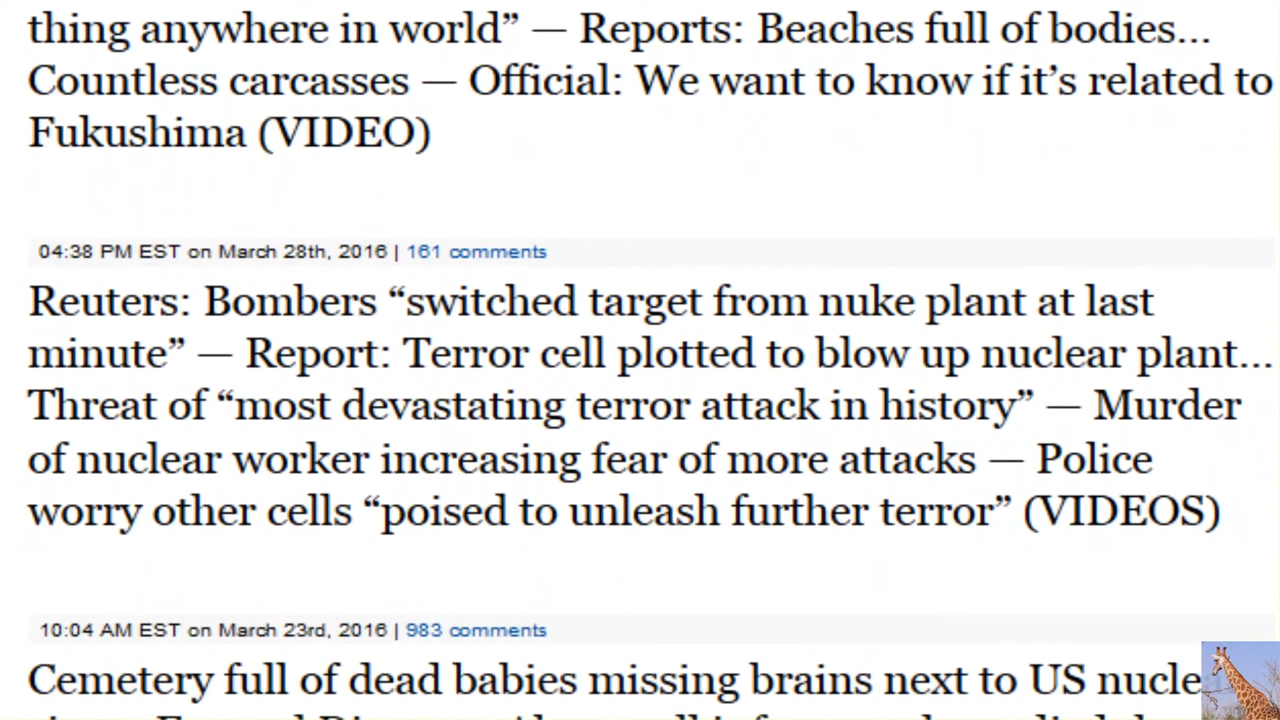 thing anywhere in world” — Reports: Beaches full of bodies...
Countless carcasses — Official: We want to know if it’s related to
Fukushima (VIDEO)
04:38 PM EST on March 28th, 2016 | 161 comments
Reuters: Bombers “switched target from nuke plant at last
minute” — Report: Terror cell plotted to blow up nuclear plant...
Threat of “most devastating terror attack in history” — Murder
of nuclear worker increasing fear of more attacks — Police
worry other cells “poised to unleash further terror” (VIDEOS)
10:04 AM EST on March 23rd, 2016 | 983 comments
Cemetery full of dead babies missing brains next to US nucle